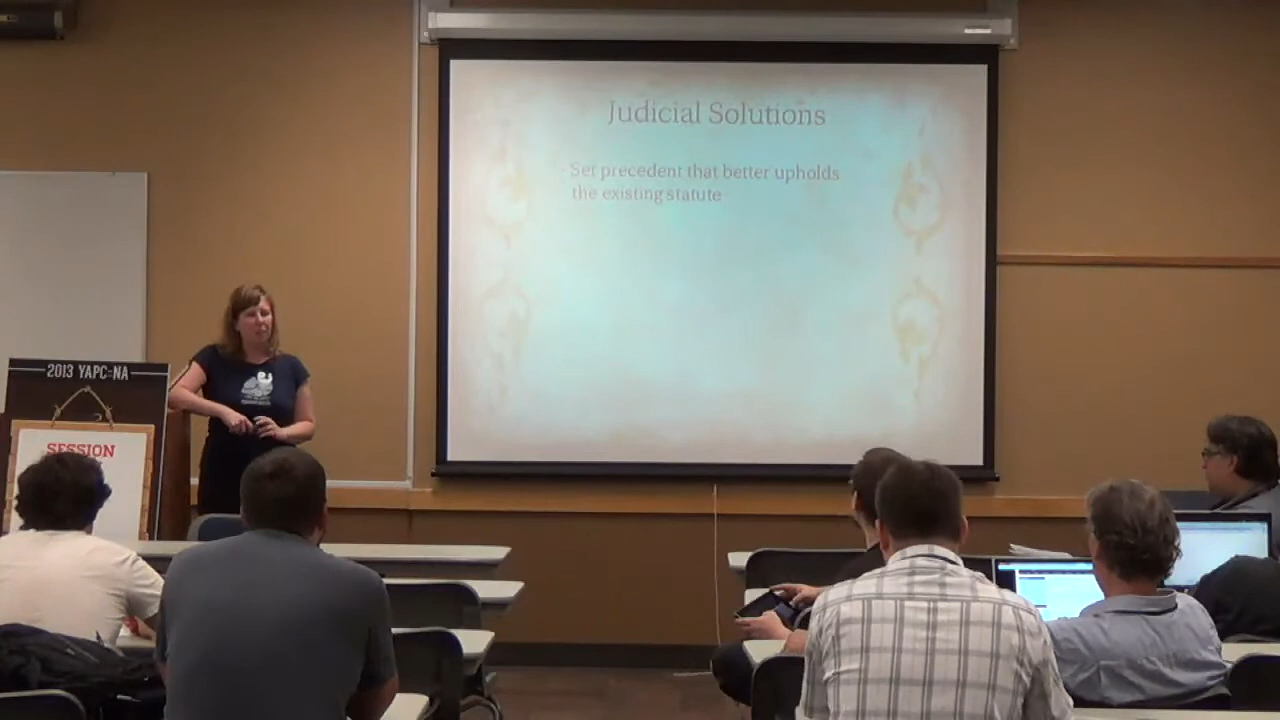 Judicial Solutions
- Set precedent that better upholds
the existing statute
2013 YAPC::NA
SESSION